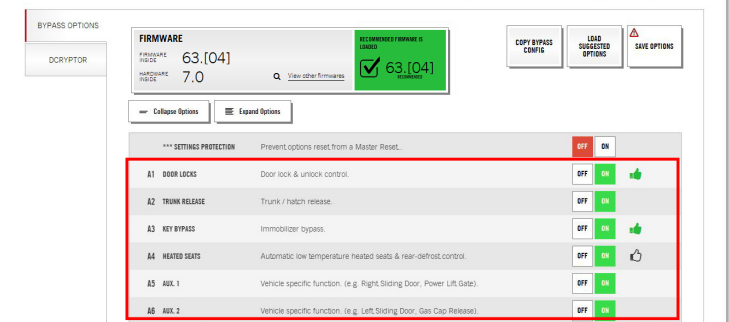 BYPASS OPTIONS
DCRYPTOR
FIRMWARE
FIRMWARE INSIDE 63.[04]
HARDWARE INSIDE 7.0
View other firmwares
RECOMMENDED FIRMWARE IS
LOADED
63.[04]
RECOMMENDED
COPY BYPASS
CONFIG
LOAD
SUGGESTED
OPTIONS
SAVE OPTIONS
Collapse Options
Expand Options
*** SETTINGS PROTECTION Prevent options reset from a Master Reset.. OFF ON
A1 DOOR LOCKS Door lock & unlock control. OFF ON
A2 TRUNK RELEASE Trunk / hatch release. OFF ON
A3 KEY BYPASS Immobilizer bypass. OFF ON
A4 HEATED SEATS Automatic low temperature heated seats & rear-defrost control. OFF ON
A5 AUX. 1 Vehicle specific function. (e.g. Right Sliding Door, Power Lift Gate). OFF ON
A6 AUX. 2 Vehicle specific function. (e.g. Left Sliding Door, Gas Cap Release). OFF ON